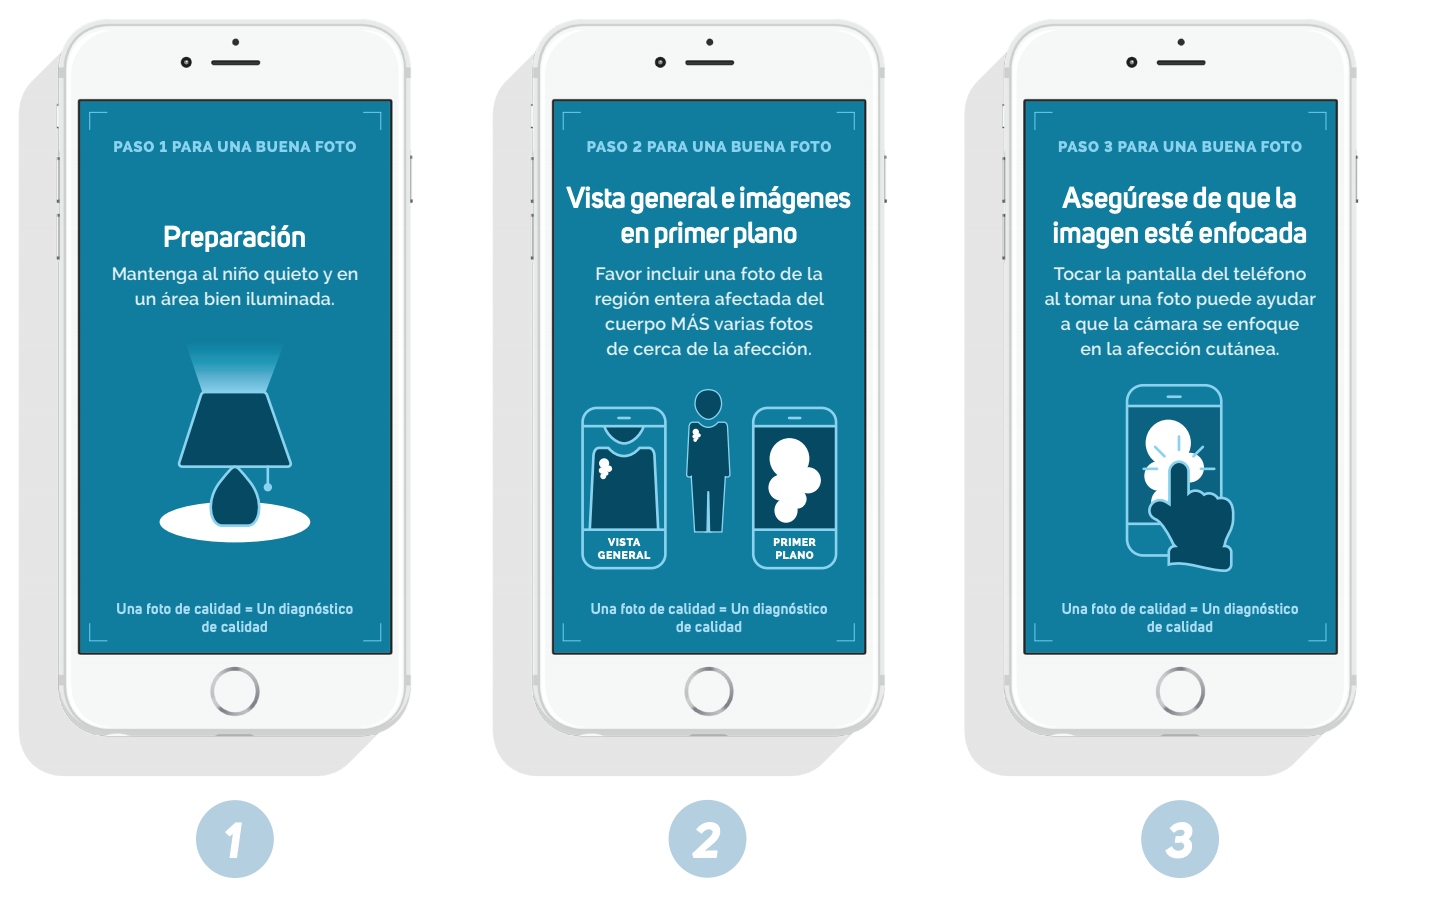 PASO 1 PARA UNA BUENA FOTO
Preparación
Mantenga al niño quieto y en
un área bien iluminada.
Una foto de calidad = Un diagnóstico
de calidad
1
PASO 2 PARA UNA BUENA FOTO
Vista general e imágenes
en primer plano
Favor incluir una foto de la
región entera afectada del
cuerpo MÁS varias fotos
de cerca de la afección.
VISTA
GENERAL
PRIMER
PLANO
Una foto de calidad = Un diagnóstico
de calidad
2
PASO 3 PARA UNA BUENA FOTO
Asegúrese de que la
imagen esté enfocada
Tocar la pantalla del teléfono
al tomar una foto puede ayudar
a que la cámara se enfoque
en la afección cutánea.
Una foto de calidad = Un diagnóstico
de calidad
3